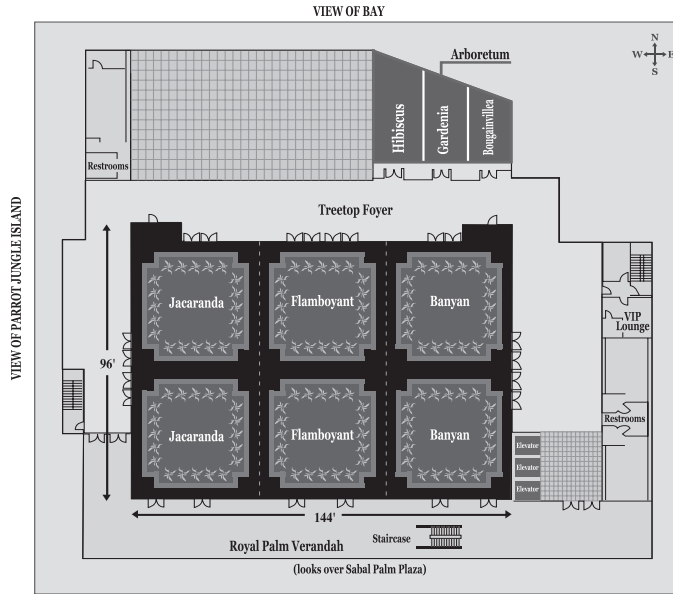 VIEW OF BAY
N
W E
S
Arboretum
Hibiscus
Gardenia
Bougainvillea
Restrooms
Treetop Foyer
VIEW OF PARROT JUNGLE ISLAND
Jacaranda
Flamboyant
Banyan
VIP
Lounge
96'
Restrooms
Jacaranda
Flamboyant
Banyan
Elevator
Elevator
Elevator
144'
Staircase
Royal Palm Verandah
(looks over Sabal Palm Plaza)